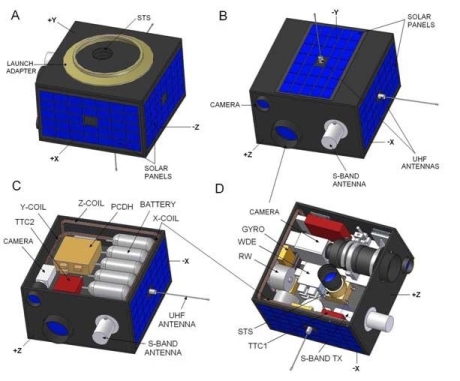 A
+Y
STS
LAUNCH
ADAPTER
-Z
+X
SOLAR
PANELS
B
-Y
SOLAR
PANELS
CAMERA
-X
UHF
ANTENNAS
+Z
S-BAND
ANTENNA
C
Z-COIL
Y-COIL
PCDH
BATTERY
TTC2
X-COIL
CAMERA
-X
UHF
ANTENNA
+Z
S-BAND
ANTENNA
D
CAMERA
GYRO
WDE
RW
+Z
STS
TTC1
-X
S-BAND TX